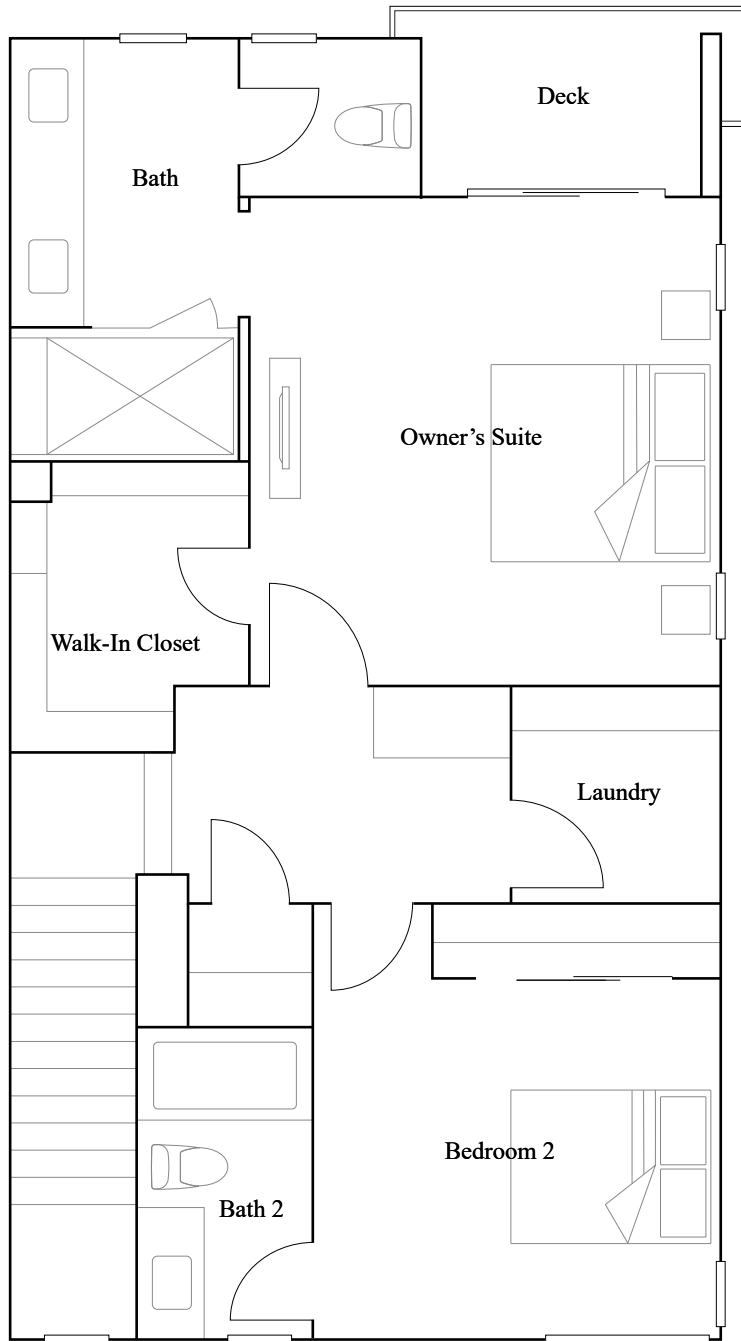 Deck
Bath
Owner’s Suite
Walk-In Closet
Laundry
Bedroom 2
Bath 2